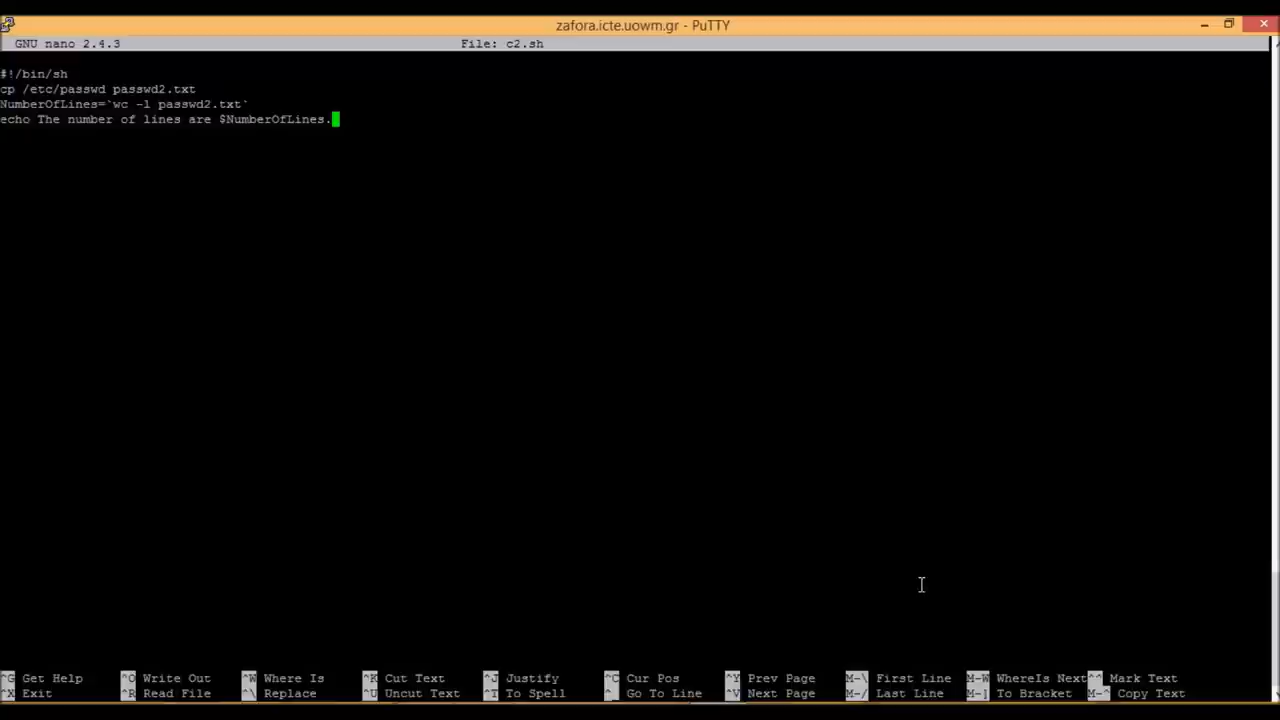 zafora.icte.uowm.gr - PuTTY
GNU nano 2.4.3 File: c2.sh
#!/bin/sh
cp /etc/passwd passwd2.txt
NumberOfLines=`wc -l passwd2.txt`
echo The number of lines are $NumberOfLines.
^G Get Help ^O Write Out ^W Where Is ^K Cut Text ^J Justify ^C Cur Pos ^Y Prev Page M-\ First Line M-W WhereIs Next ^^ Mark Text
^X Exit ^R Read File ^\ Replace ^U Uncut Text ^T To Spell ^_ Go To Line ^V Next Page M-/ Last Line M-] To Bracket M-^ Copy Text